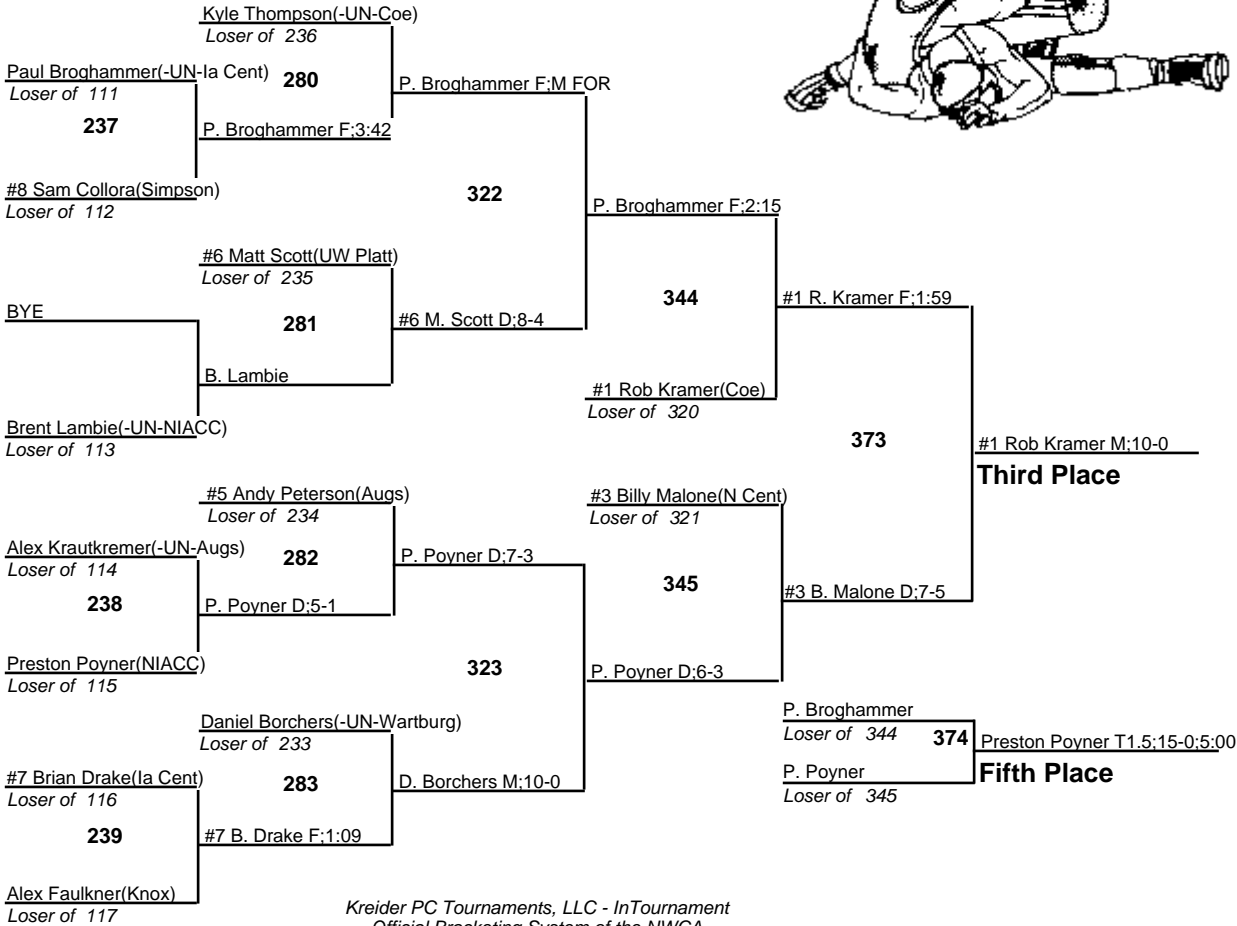 Kyle Thompson(-UN-Coe)
Loser of 236
Paul Broghammer(-UN-Ia Cent)
Loser of 111
280
P. Broghammer F;M FOR
237
P. Broghammer F;3:42
#8 Sam Collora(Simpson)
Loser of 112
322
P. Broghammer F;2:15
#6 Matt Scott(UW Platt)
Loser of 235
BYE
281
#6 M. Scott D;8-4
344
#1 R. Kramer F;1:59
B. Lambie
#1 Rob Kramer(Coe)
Loser of 320
Brent Lambie(-UN-NIACC)
Loser of 113
373
#1 Rob Kramer M;10-0
Third Place
#5 Andy Peterson(Augs)
Loser of 234
#3 Billy Malone(N Cent)
Loser of 321
Alex Krautkremer(-UN-Augs)
Loser of 114
282
P. Poyner D;7-3
345
#3 B. Malone D;7-5
238
P. Poyner D;5-1
Preston Poyner(NIACC)
Loser of 115
323
P. Poyner D;6-3
Daniel Borchers(-UN-Wartburg)
Loser of 233
P. Broghammer
Loser of 344
374
Preston Poyner T1.5;15-0;5:00
Fifth Place
P. Poyner
Loser of 345
#7 Brian Drake(Ia Cent)
Loser of 116
283
D. Borchers M;10-0
239
#7 B. Drake F;1:09
Alex Faulkner(Knox)
Loser of 117
Kreider PC Tournaments, LLC - InTournament
Official Bracketing System of the NWCA